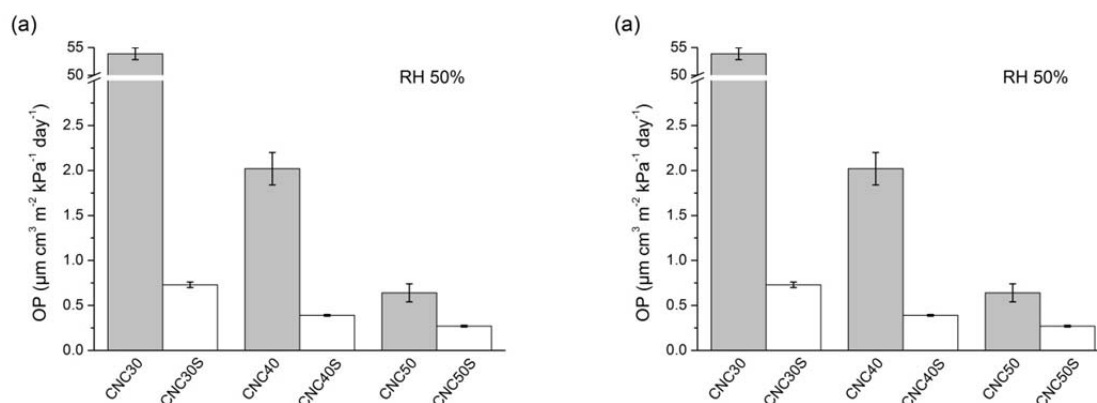 (a)
55
50
2.5
2.0
1.5
1.0
0.5
0.0
OP (µm cm³ m⁻² kPa⁻¹ day⁻¹)
RH 50%
CNC30
CNC30S
CNC40
CNC40S
CNC50
CNC50S
(a)
55
50
2.5
2.0
1.5
1.0
0.5
0.0
OP (µm cm³ m⁻² kPa⁻¹ day⁻¹)
RH 50%
CNC30
CNC30S
CNC40
CNC40S
CNC50
CNC50S